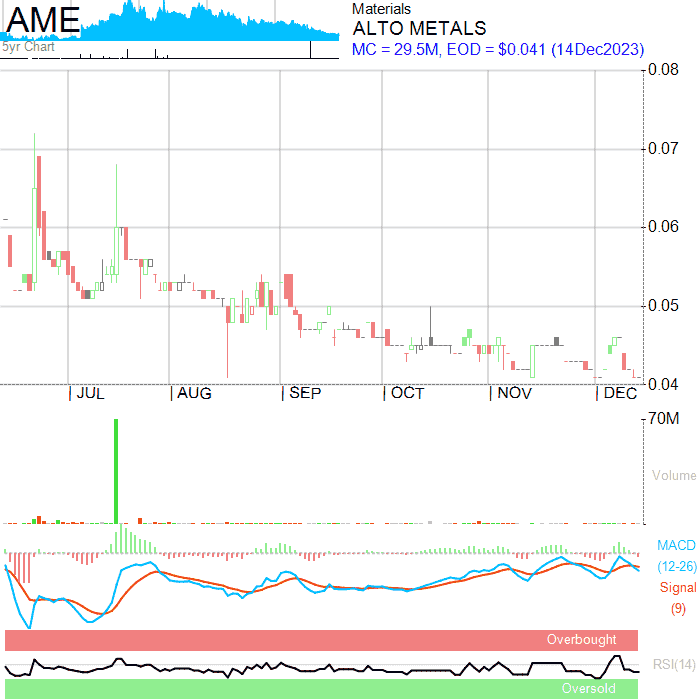 AME
5yr Chart
Materials
ALTO METALS
MC = 29.5M, EOD = $0.041 (14Dec2023)
0.08
0.07
0.06
0.05
0.04
JUL AUG SEP OCT NOV DEC
70M
Volume
MACD
(12-26)
Signal
(9)
Overbought
RSI(14)
Oversold